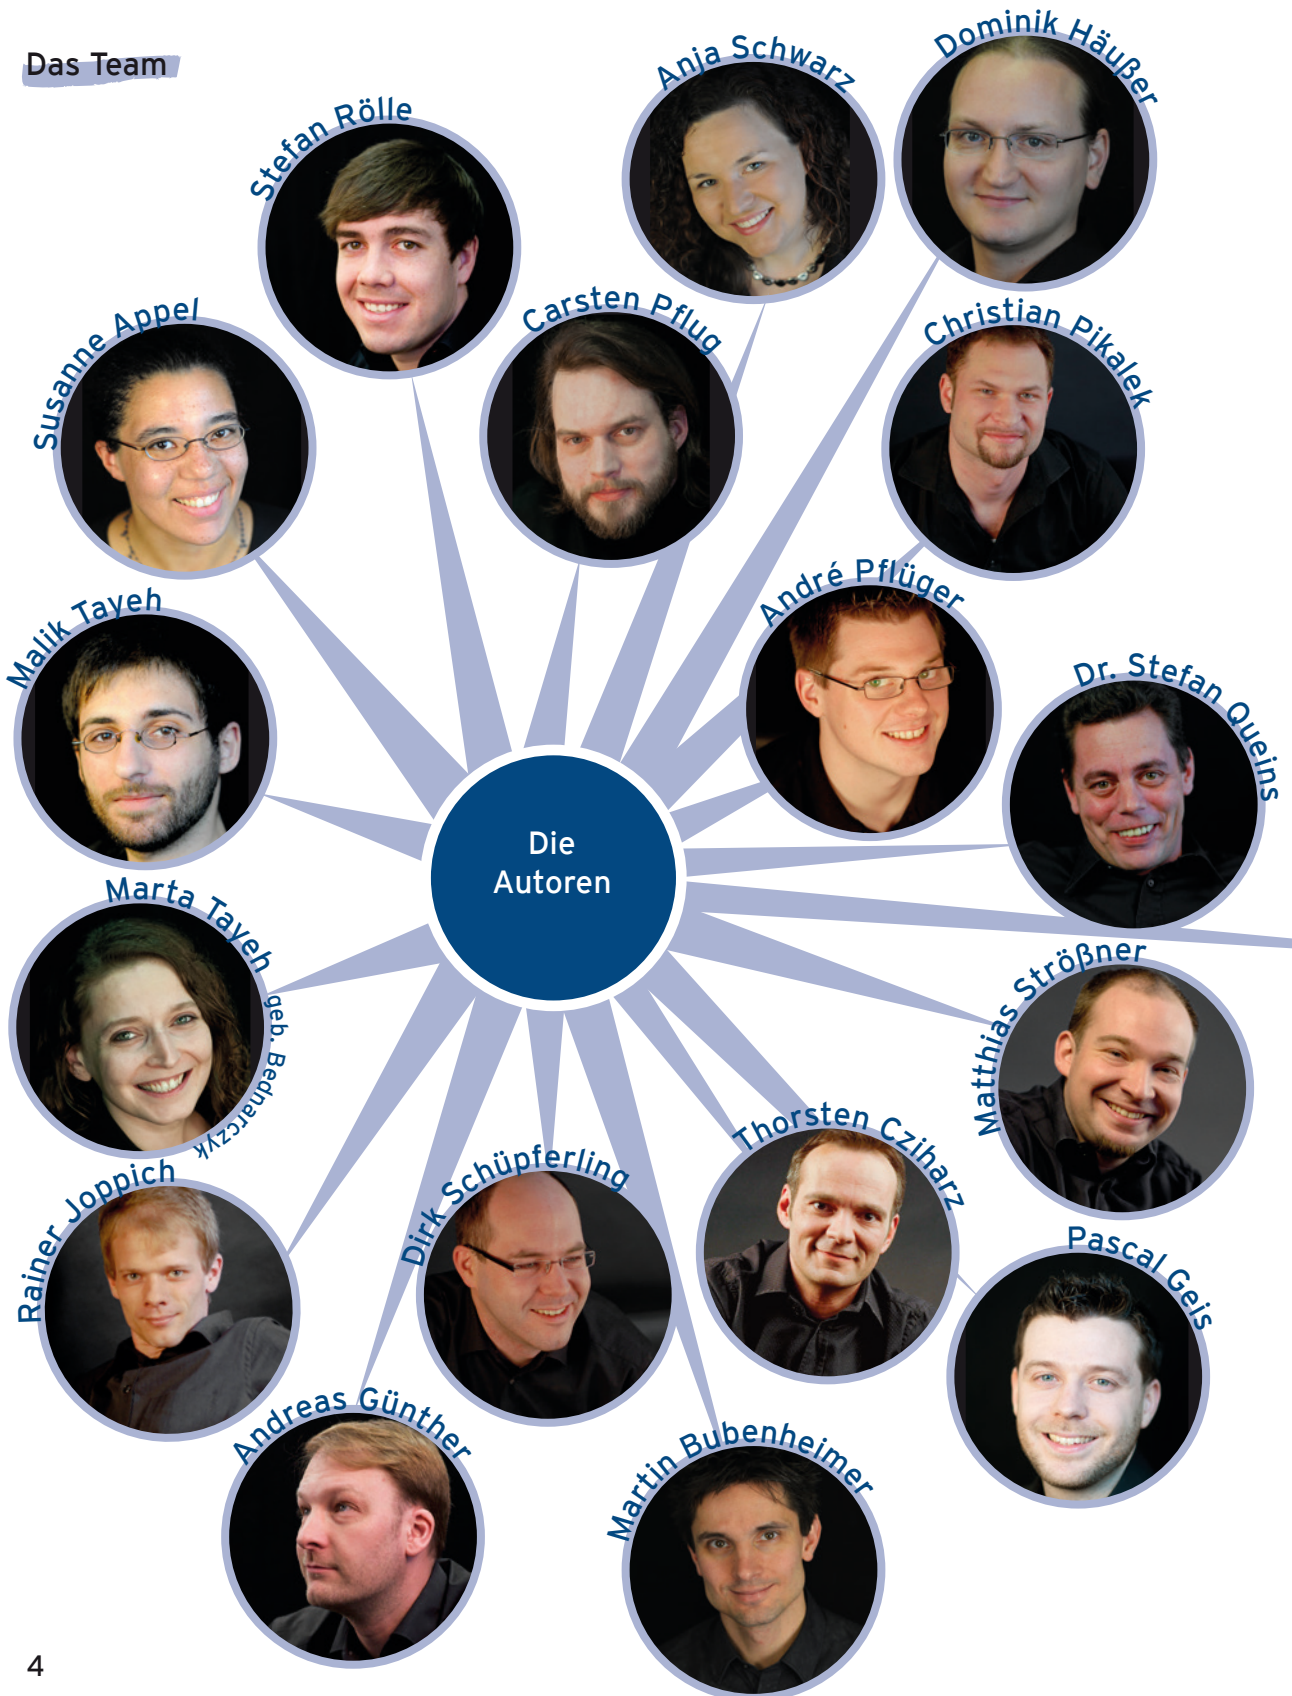 Das Team
Anja Schwarz
Dominik Häußer
Stefan Rölle
Susanne Appel
Carsten Pflug
Christian Pikalek
Malik Tayeh
André Pflüger
Dr. Stefan Queins
Die
Autoren
Marta Tayeh
geb. Bednarczyk
Matthias Strößner
Rainer Joppich
Dirk Schüpferling
Thorsten Cziharz
Pascal Geis
Andreas Günther
Martin Bubenheimer
4